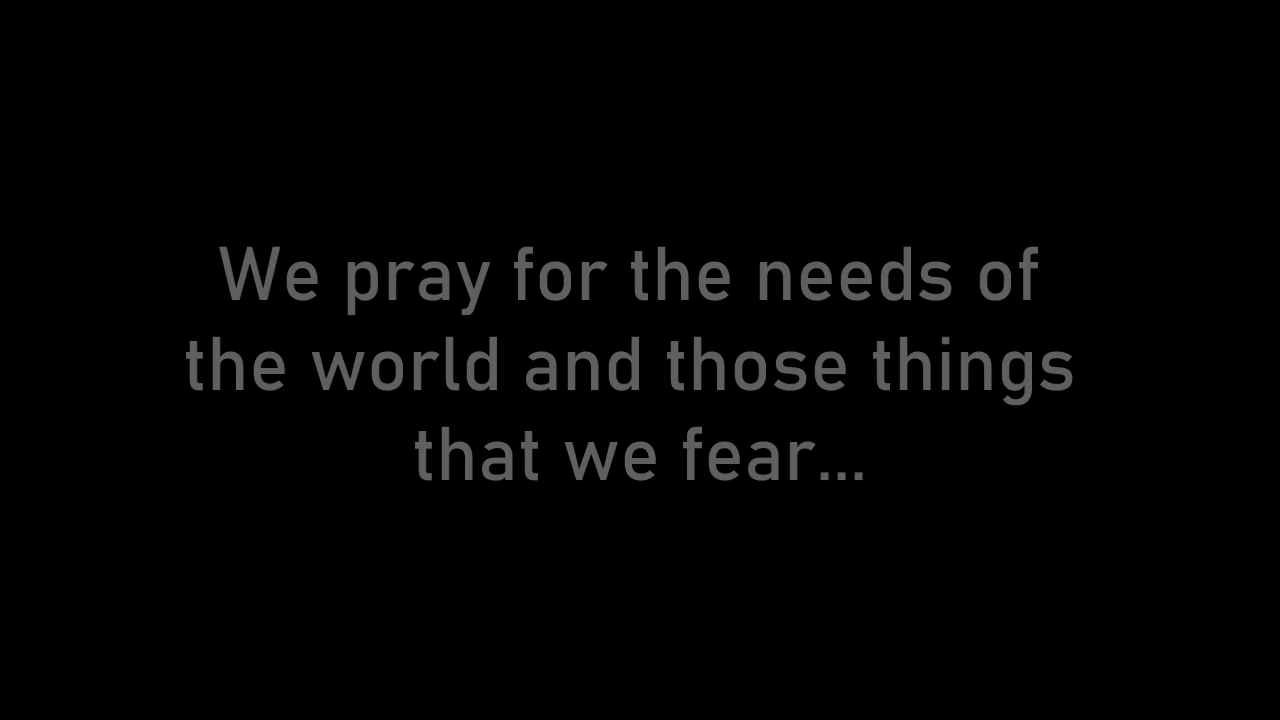 We pray for the needs of
the world and those things
that we fear...